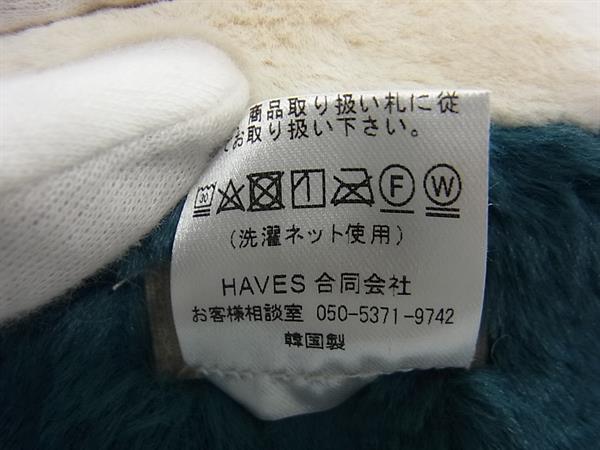 商品取り扱い札に従
お取り扱い下さい。
30 F W
(洗濯ネット使用)
HAVES 合同会社
お客様相談室 050-5371-9742
韓国製